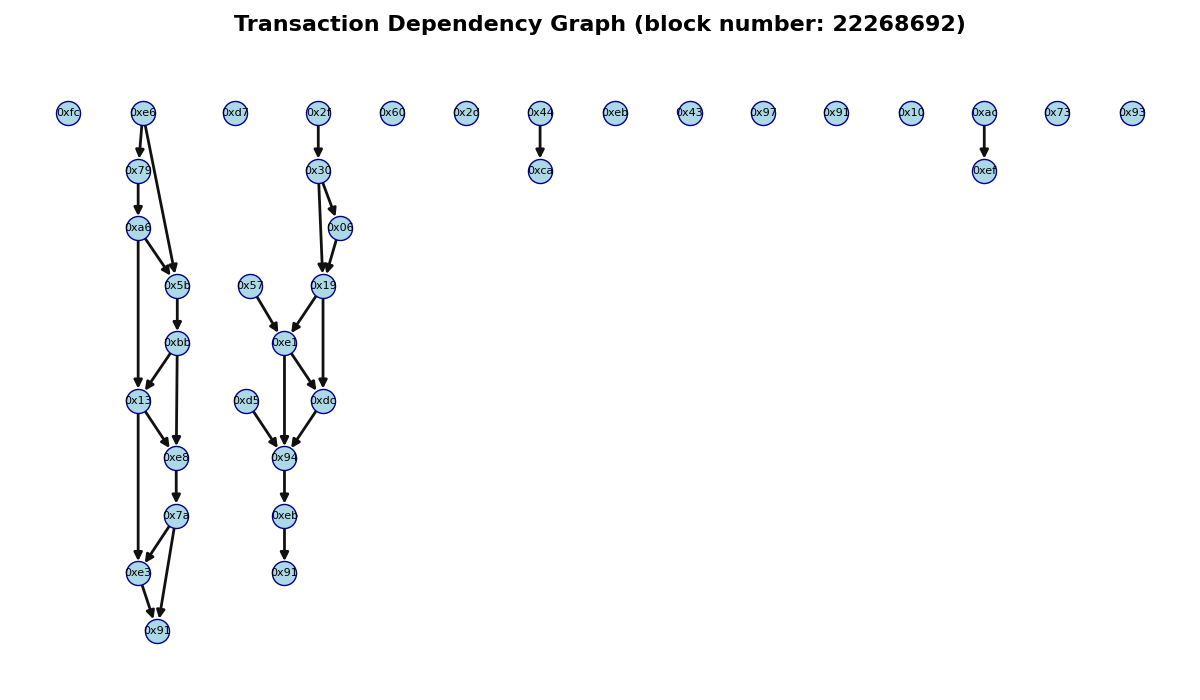 Transaction Dependency Graph (block number: 22268692)
0xfc 0xe6 0xd7 0x2f 0x60 0x2d 0x44 0xeb 0x43 0x97 0x91 0x10 0xac 0x73 0x93
0x79 0x30 0xca 0xef
0xa6 0x06
0x5b 0x57 0x19
0xbb 0xe1
0x13 0xd5 0xdc
0xe8 0x94
0x7a 0xeb
0xe3 0x91
0x91